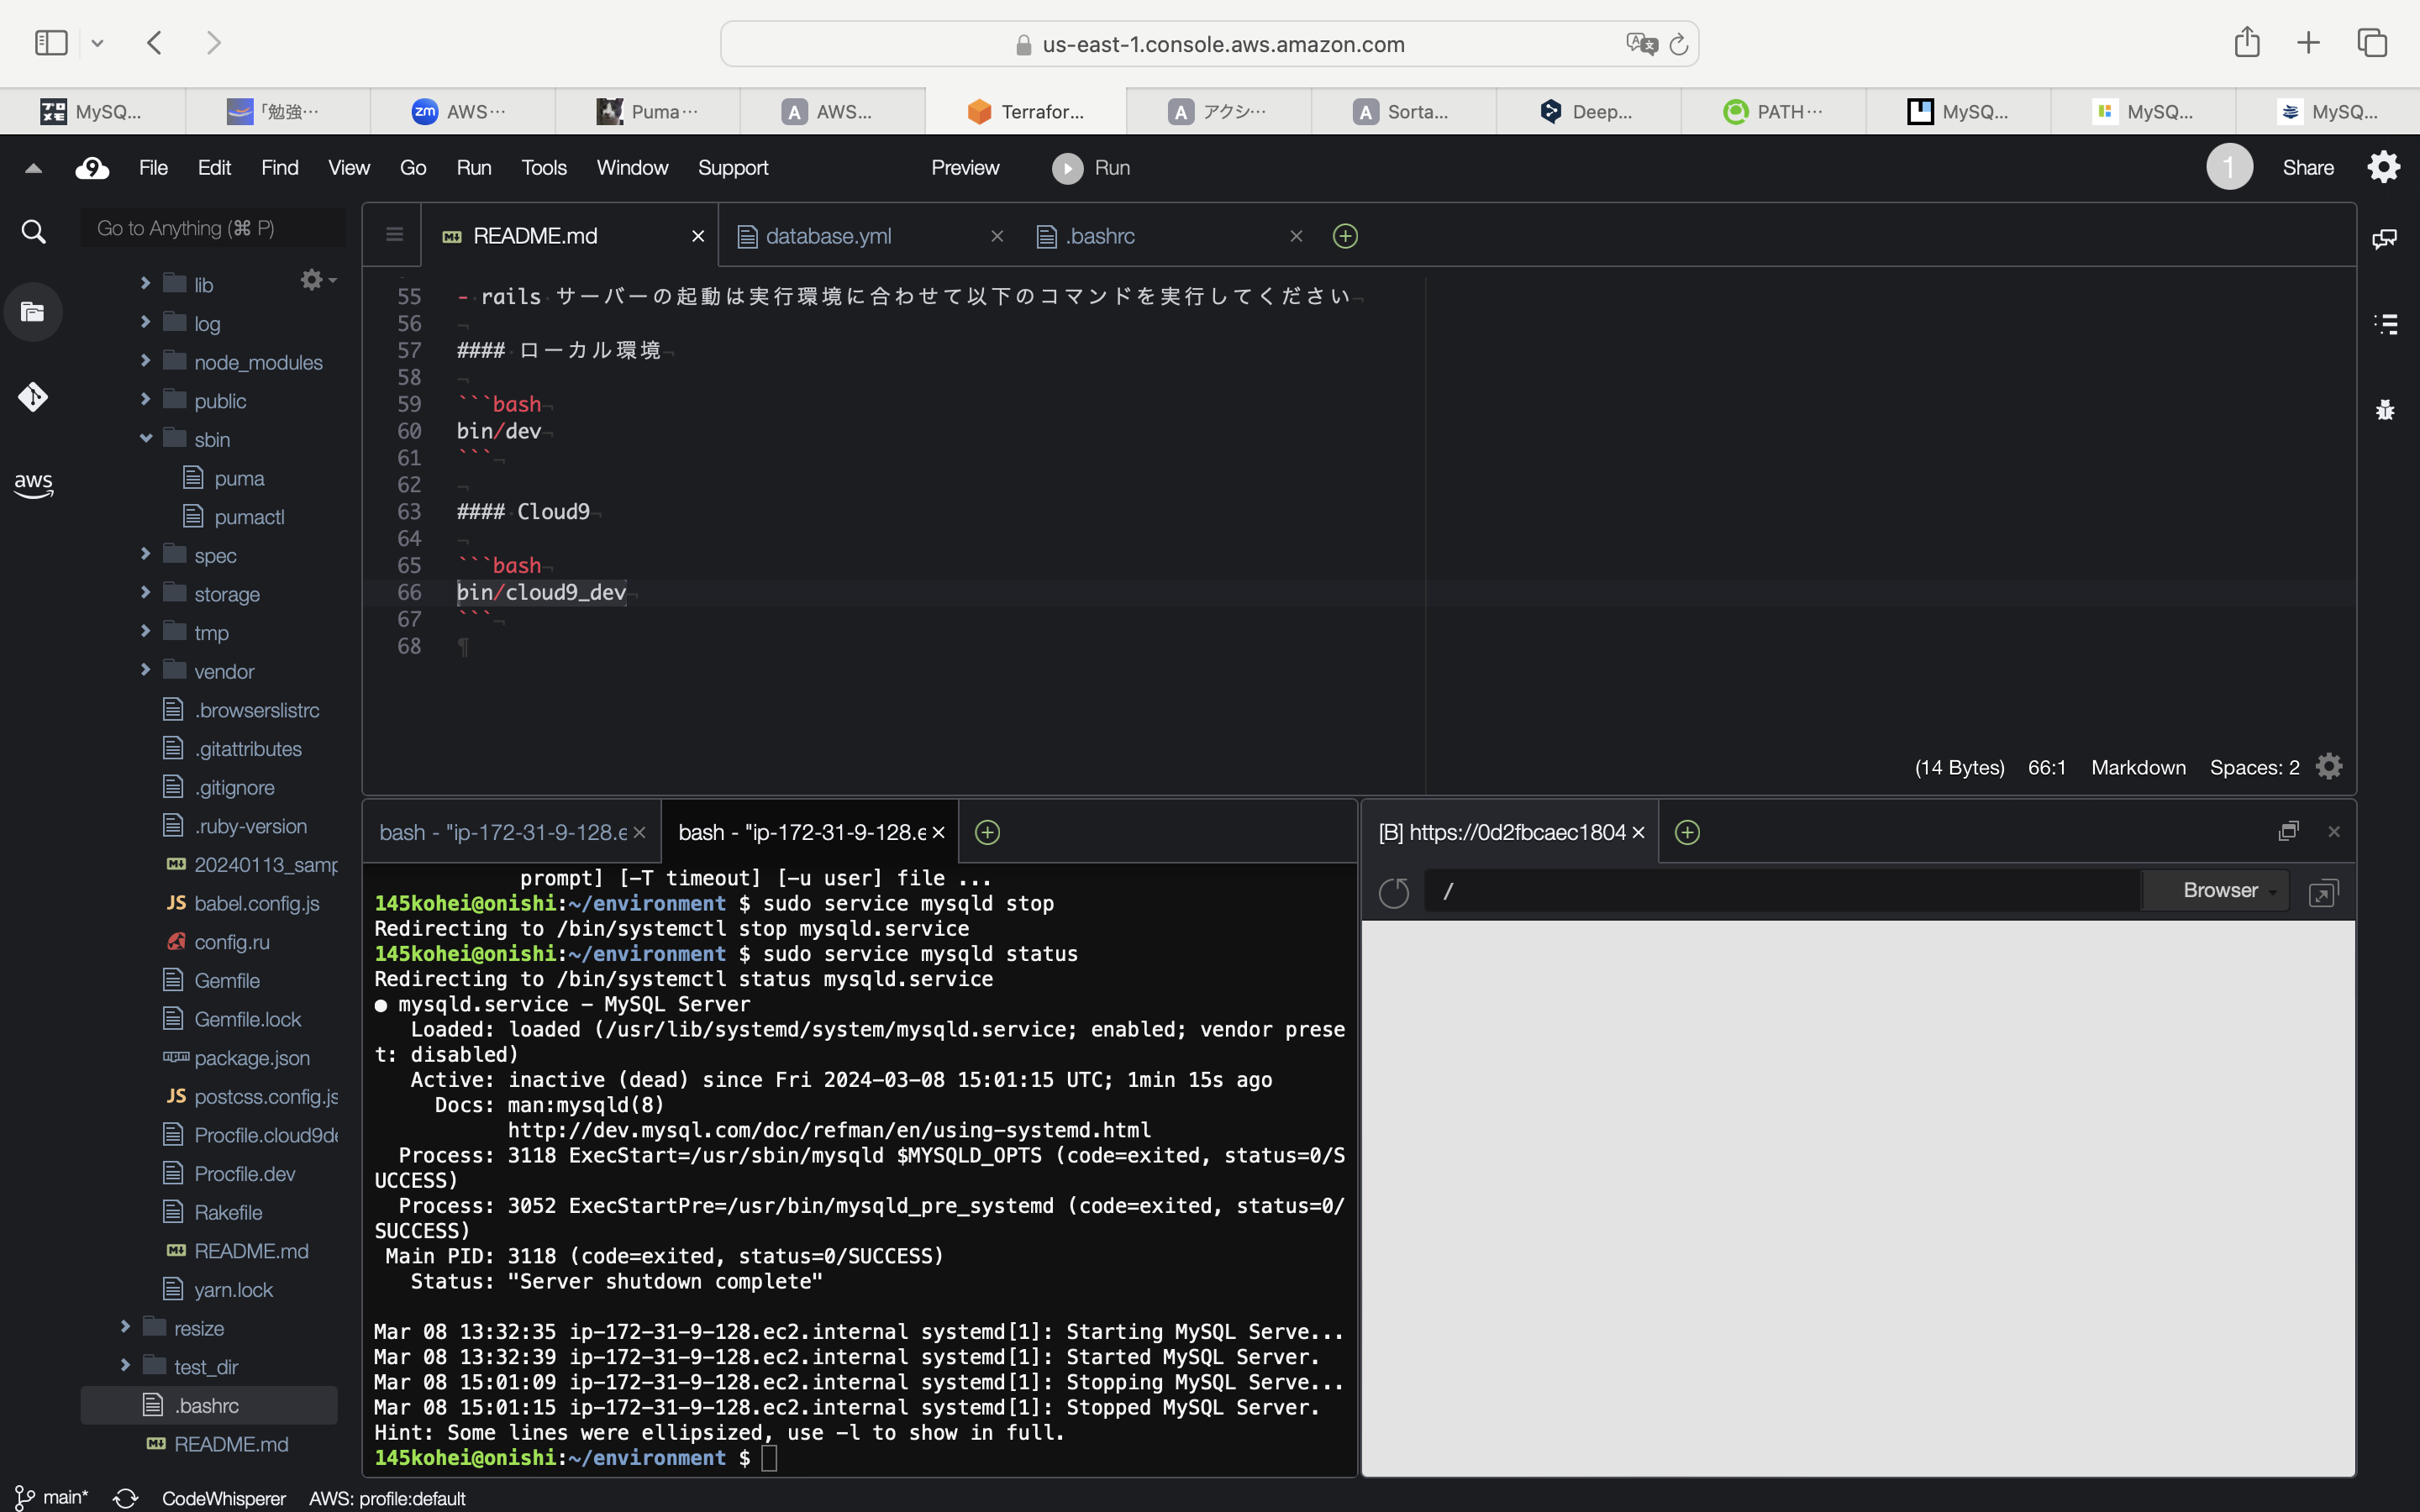 us-east-1.console.aws.amazon.com
MySQ...
「勉強…
zm AWS…
Puma…
A AWS...
Terrafor...
A アクシ…
A Sorta...
Deep...
PATH…
MySQ...
MySQ...
MySQ...
9 File Edit Find View Go Run Tools Window Support Preview Run 1 Share
Go to Anything (⌘ P)
lib
log
node_modules
public
sbin
puma
pumactl
spec
storage
tmp
vendor
.browserslistrc
.gitattributes
.gitignore
.ruby-version
20240113_samp
JS babel.config.js
config.ru
Gemfile
Gemfile.lock
package.json
JS postcss.config.js
Procfile.cloud9de
Procfile.dev
Rakefile
README.md
yarn.lock
resize
test_dir
.bashrc
README.md
aws
README.md
database.yml
.bashrc
55 - rails サーバーの起動は実行環境に合わせて以下のコマンドを実行してください
56
57 #### ローカル環境
58
59 ```bash
60 bin/dev
61 ```
62
63 #### Cloud9
64
65 ```bash
66 bin/cloud9_dev
67 ```
68
(14 Bytes) 66:1 Markdown Spaces: 2
bash - "ip-172-31-9-128.e
bash - "ip-172-31-9-128.e
prompt] [-T timeout] [-u user] file ...
145kohei@onishi:~/environment $ sudo service mysqld stop
Redirecting to /bin/systemctl stop mysqld.service
145kohei@onishi:~/environment $ sudo service mysqld status
Redirecting to /bin/systemctl status mysqld.service
● mysqld.service - MySQL Server
Loaded: loaded (/usr/lib/systemd/system/mysqld.service; enabled; vendor prese
t: disabled)
Active: inactive (dead) since Fri 2024-03-08 15:01:15 UTC; 1min 15s ago
Docs: man:mysqld(8)
http://dev.mysql.com/doc/refman/en/using-systemd.html
Process: 3118 ExecStart=/usr/sbin/mysqld $MYSQLD_OPTS (code=exited, status=0/S
UCCESS)
Process: 3052 ExecStartPre=/usr/bin/mysqld_pre_systemd (code=exited, status=0/
SUCCESS)
Main PID: 3118 (code=exited, status=0/SUCCESS)
Status: "Server shutdown complete"
Mar 08 13:32:35 ip-172-31-9-128.ec2.internal systemd[1]: Starting MySQL Serve...
Mar 08 13:32:39 ip-172-31-9-128.ec2.internal systemd[1]: Started MySQL Server.
Mar 08 15:01:09 ip-172-31-9-128.ec2.internal systemd[1]: Stopping MySQL Serve...
Mar 08 15:01:15 ip-172-31-9-128.ec2.internal systemd[1]: Stopped MySQL Server.
Hint: Some lines were ellipsized, use -l to show in full.
145kohei@onishi:~/environment $
[B] https://0d2fbcaec1804
/ Browser
main* CodeWhisperer AWS: profile:default